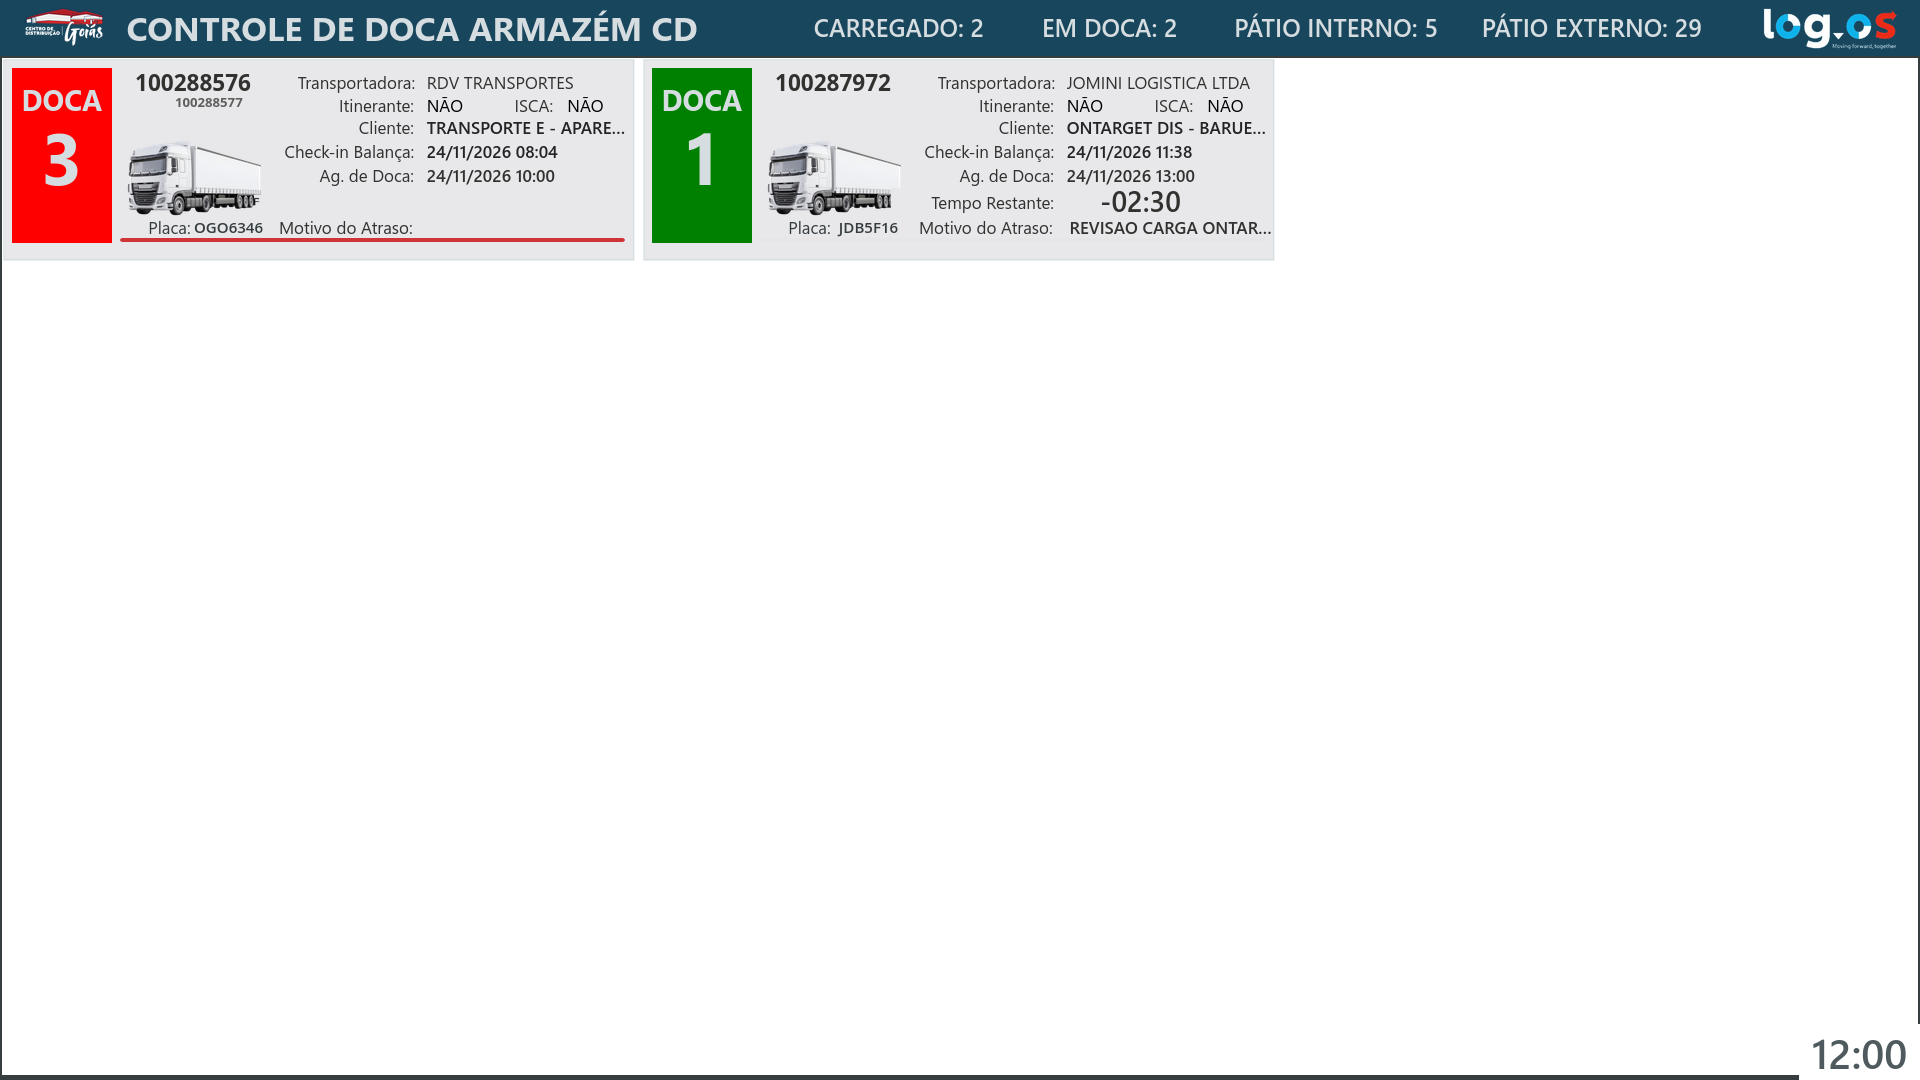 CENTRO DE DISTRIBUIÇÃO Goiás
CONTROLE DE DOCA ARMAZÉM CD
CARREGADO: 2
EM DOCA: 2
PÁTIO INTERNO: 5
PÁTIO EXTERNO: 29
log.os
Moving forward, together
DOCA
3
100288576
100288577
Transportadora: RDV TRANSPORTES
Itinerante: NÃO ISCA: NÃO
Cliente: TRANSPORTE E - APARE...
Check-in Balança: 24/11/2026 08:04
Ag. de Doca: 24/11/2026 10:00
Placa: OGO6346 Motivo do Atraso:
DOCA
1
100287972
Transportadora: JOMINI LOGISTICA LTDA
Itinerante: NÃO ISCA: NÃO
Cliente: ONTARGET DIS - BARUE...
Check-in Balança: 24/11/2026 11:38
Ag. de Doca: 24/11/2026 13:00
Tempo Restante: -02:30
Placa: JDB5F16 Motivo do Atraso: REVISAO CARGA ONTAR...
12:00